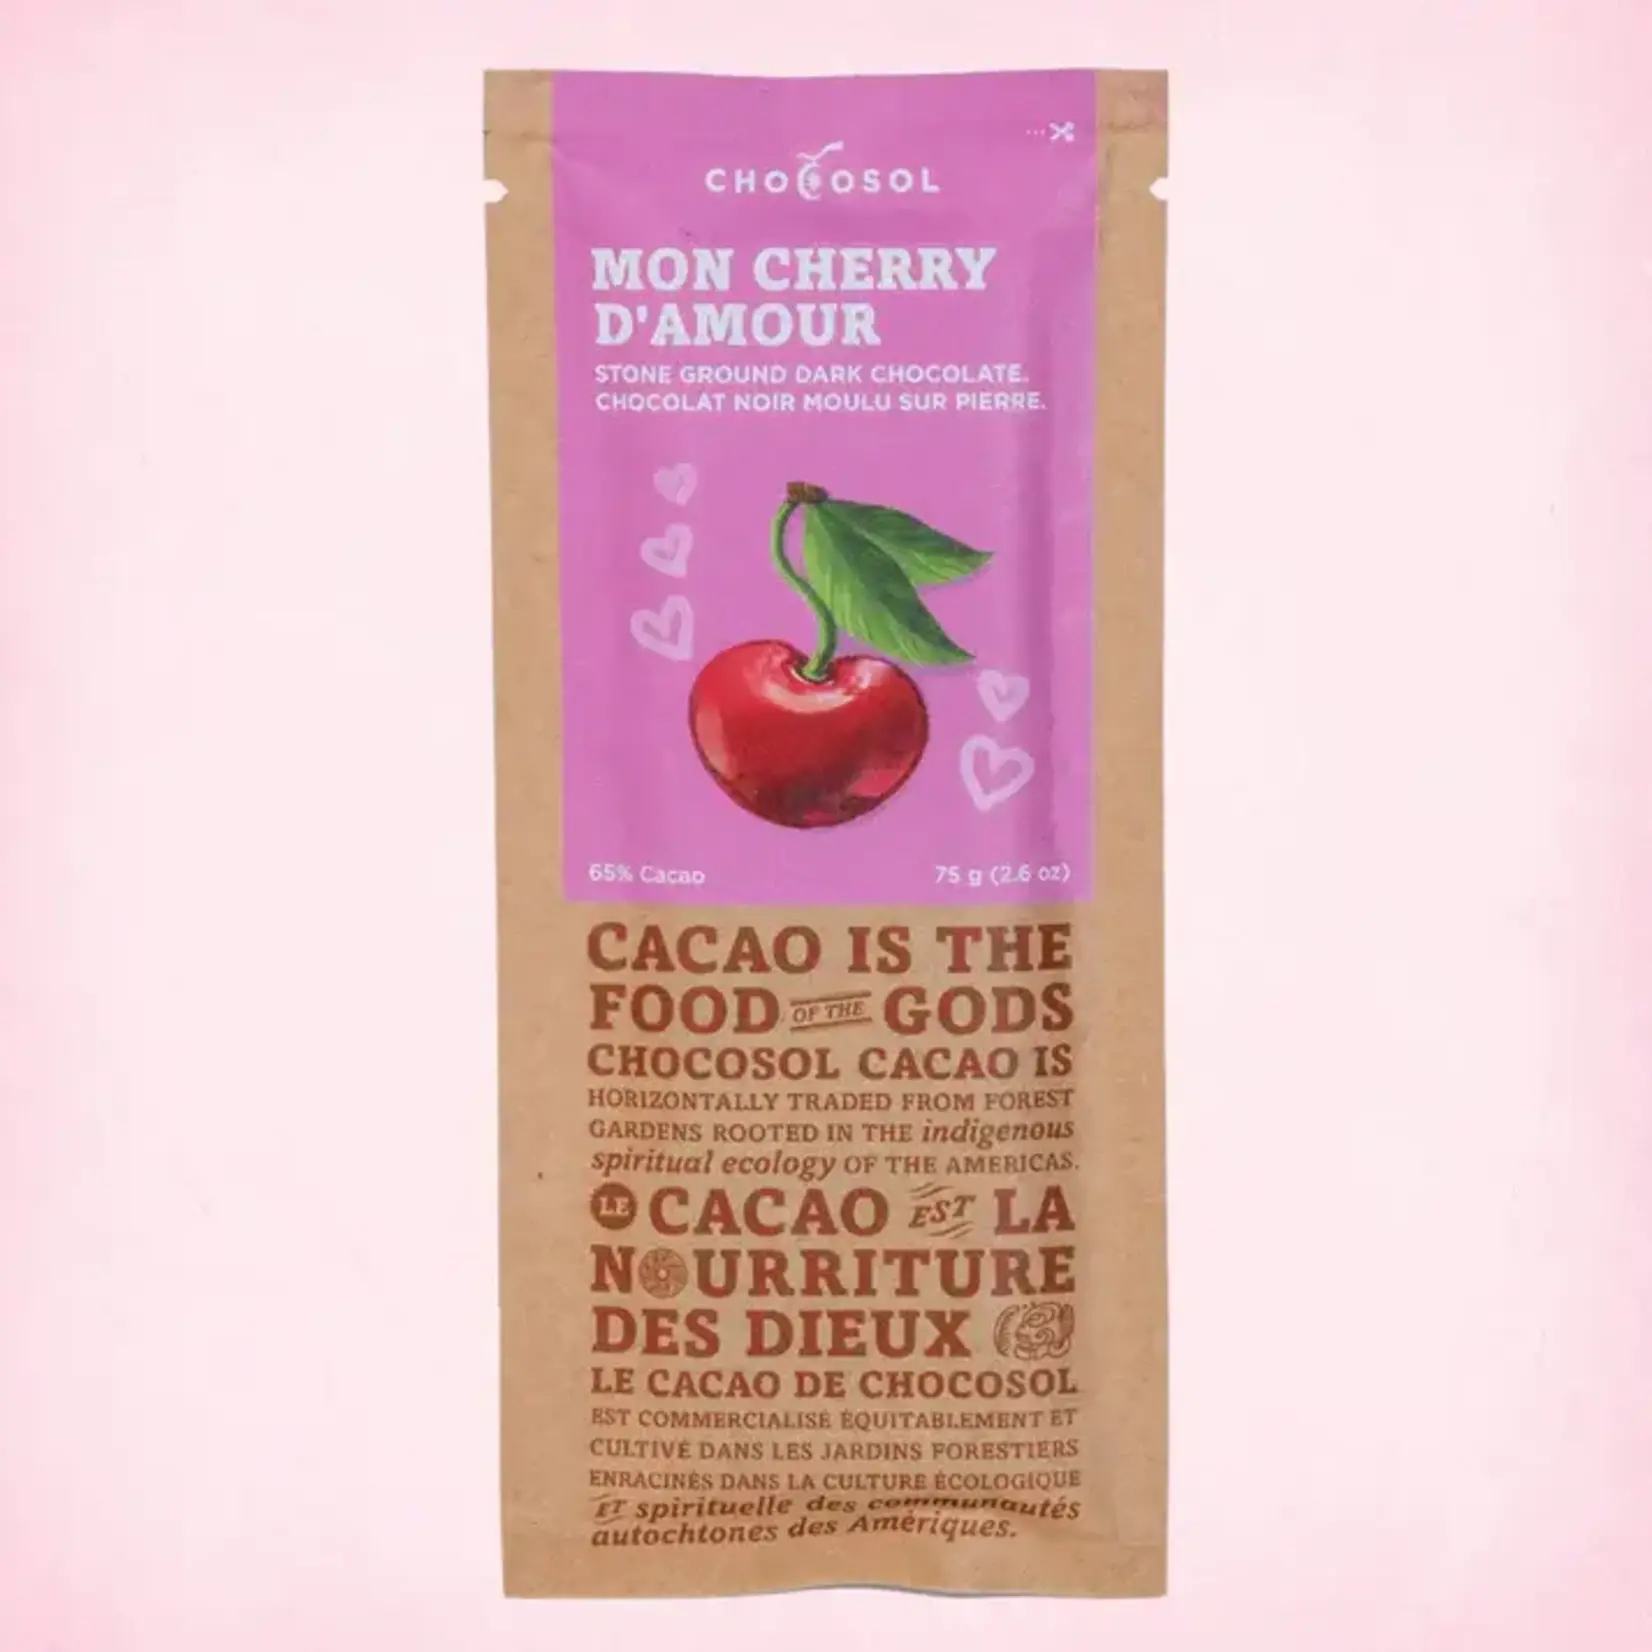 CHOCOSOL
MON CHERRY
D'AMOUR
STONE GROUND DARK CHOCOLATE.
CHOCOLAT NOIR MOULU SUR PIERRE.
65% Cacao
75 g (2.6 oz)
CACAO IS THE
FOOD OF THE GODS
CHOCOSOL CACAO IS
HORIZONTALLY TRADED FROM FOREST
GARDENS ROOTED IN THE indigenous
spiritual ecology OF THE AMERICAS.
LE CACAO EST LA
NOURRITURE
DES DIEUX
LE CACAO DE CHOCOSOL
EST COMMERCIALISÉ ÉQUITABLEMENT ET
CULTIVÉ DANS LES JARDINS FORESTIERS
ENRACINÉS DANS LA CULTURE ÉCOLOGIQUE
ET spirituelle des communautés
autochtones des Amériques.